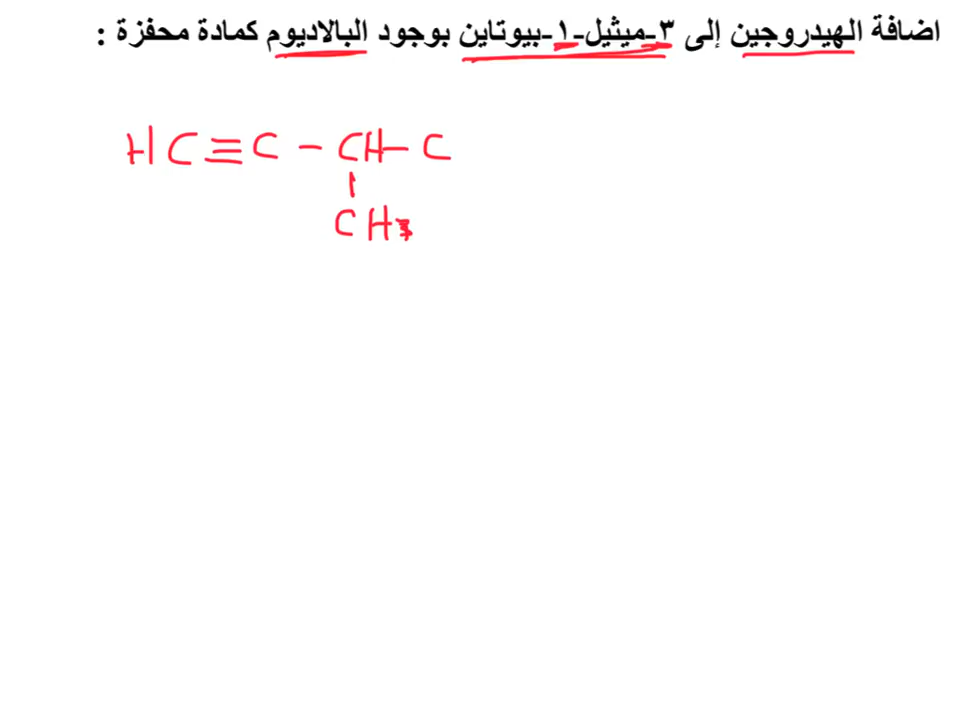 اضافة الهيدروجين إلى ٣-ميثيل-١-بيوتاين بوجود البالاديوم كمادة محفزة :
HC≡C-CH-C
CH3